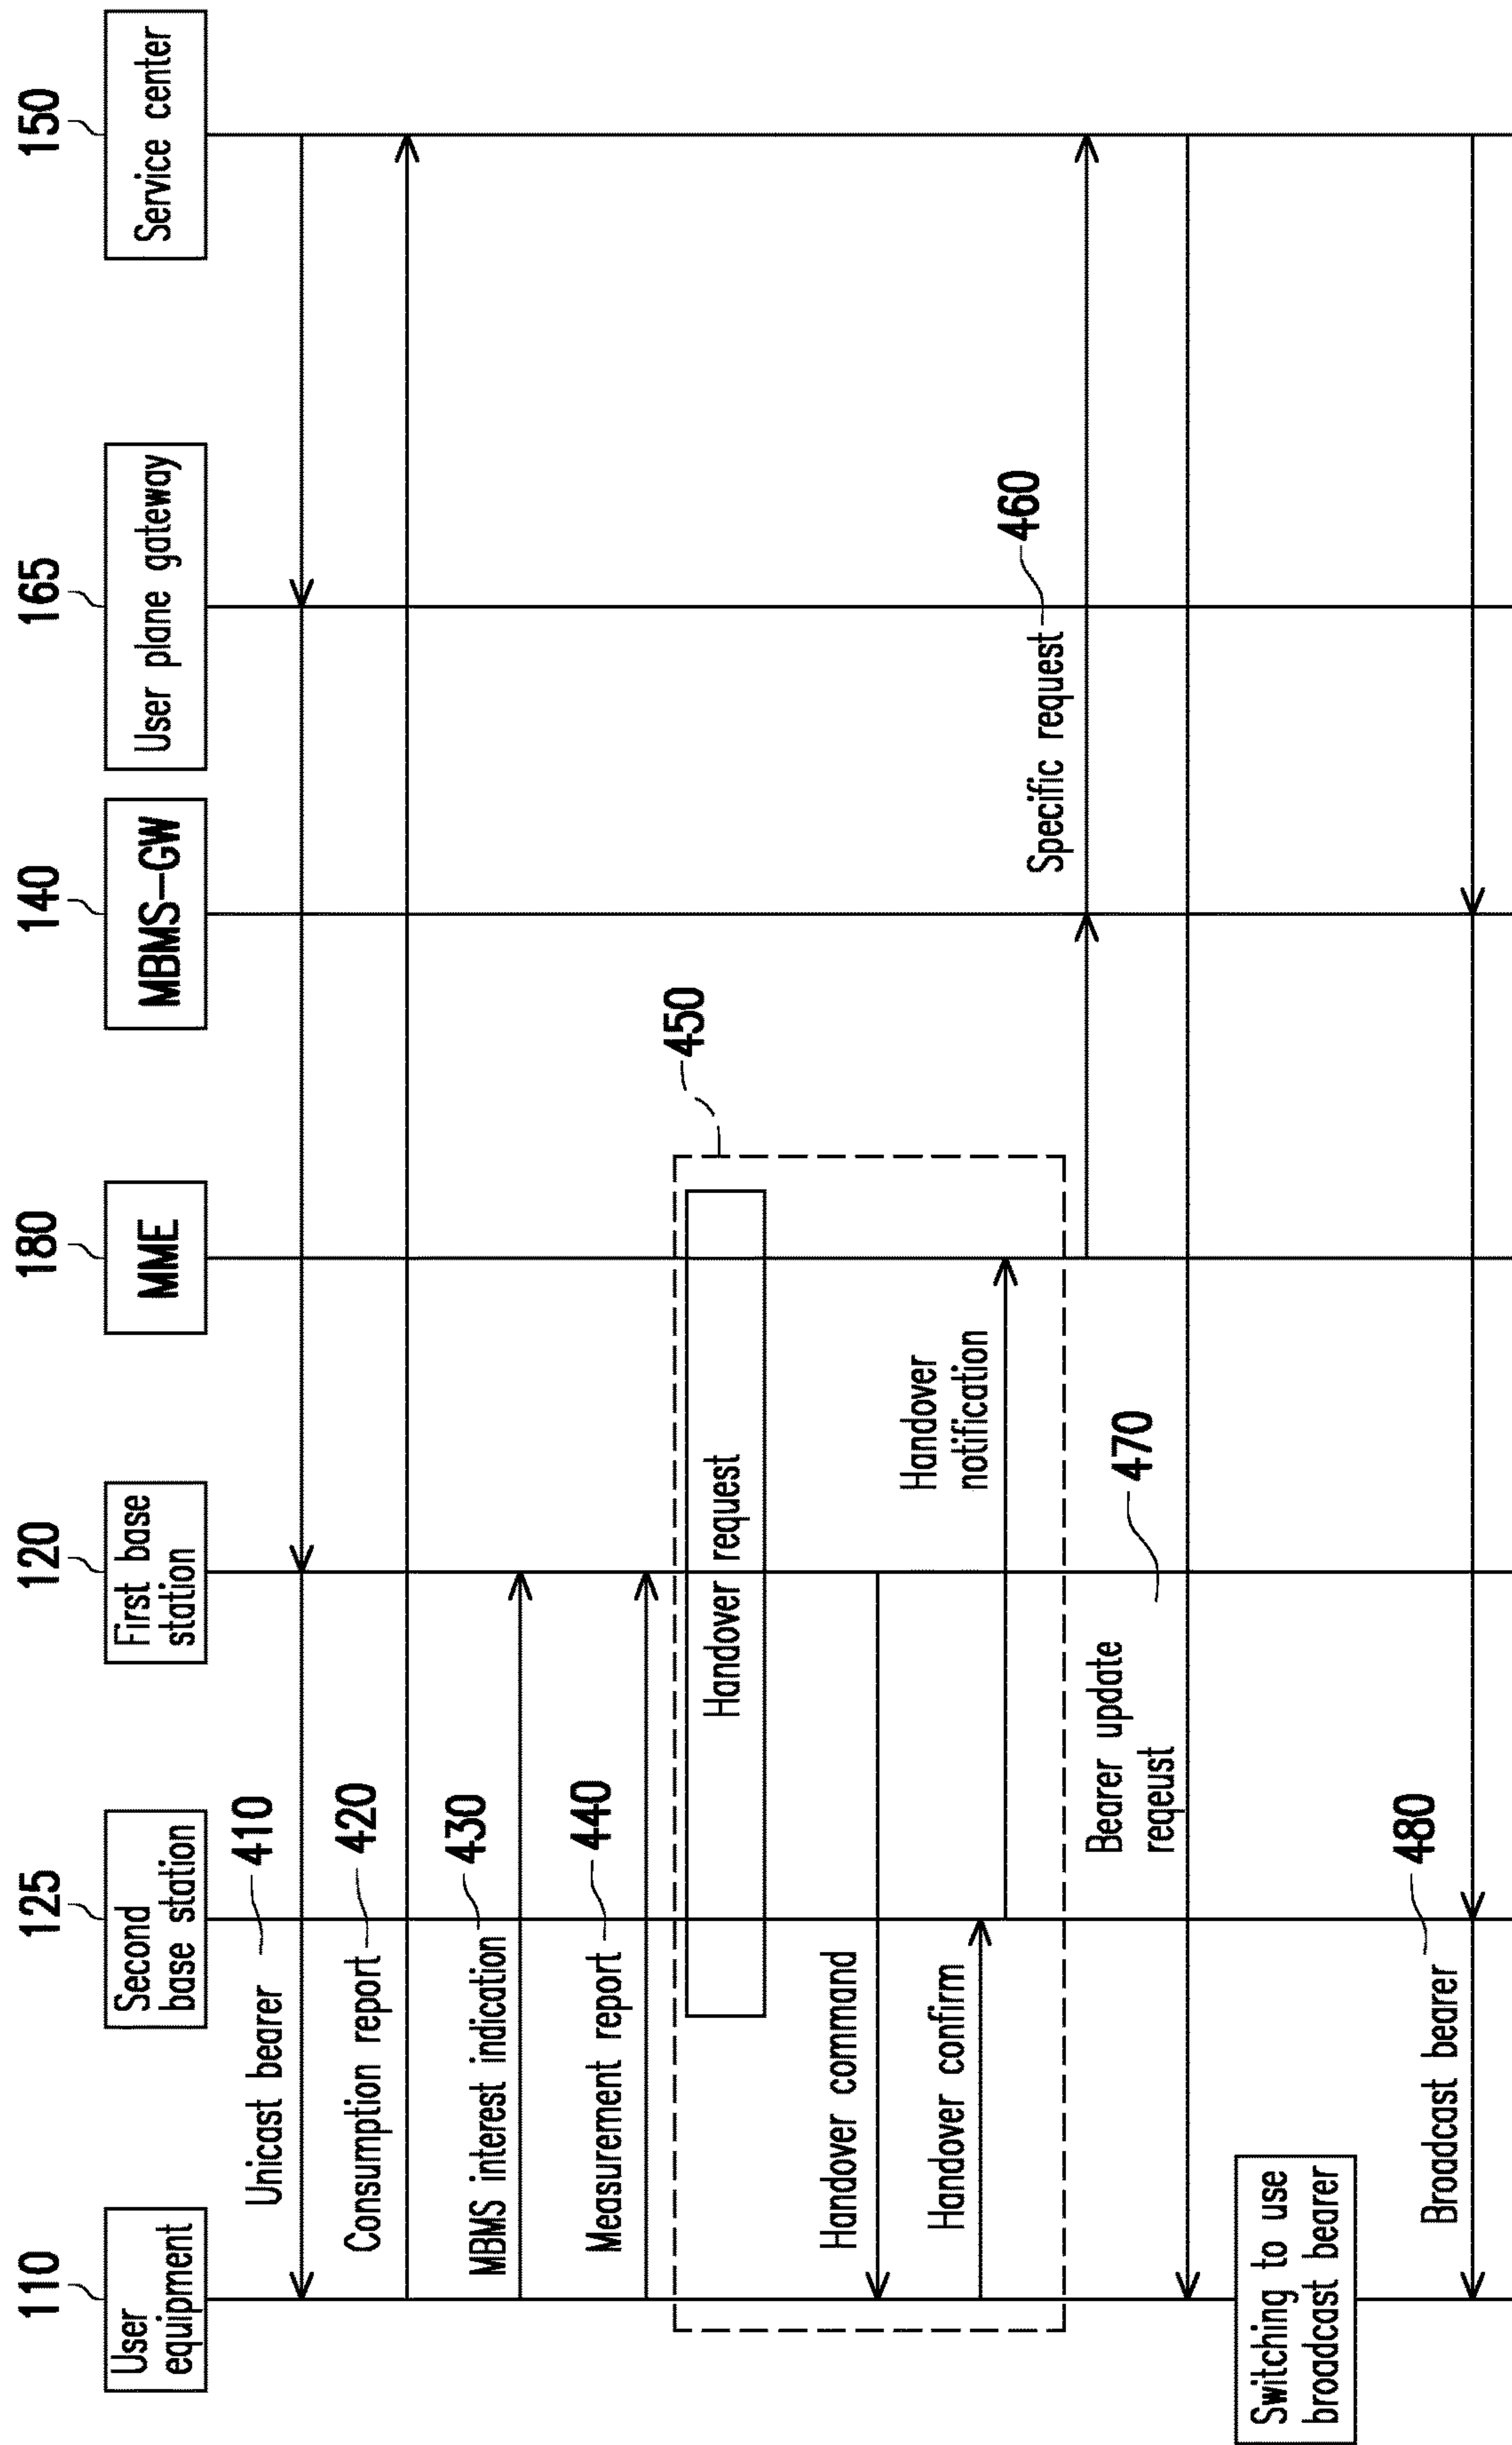 110
125
120
180
140
165
150
User
equipment
Second
base station
First base
station
MME
MBMS-GW
User plane gateway
Service center
Unicast bearer
410
Consumption report
420
MBMS interest indication
430
Measurement report
440
450
Handover request
Handover command
Handover confirm
Handover
notification
Specific request
460
Bearer update
reqeust
470
Switching to use
broadcast bearer
Broadcast bearer
480